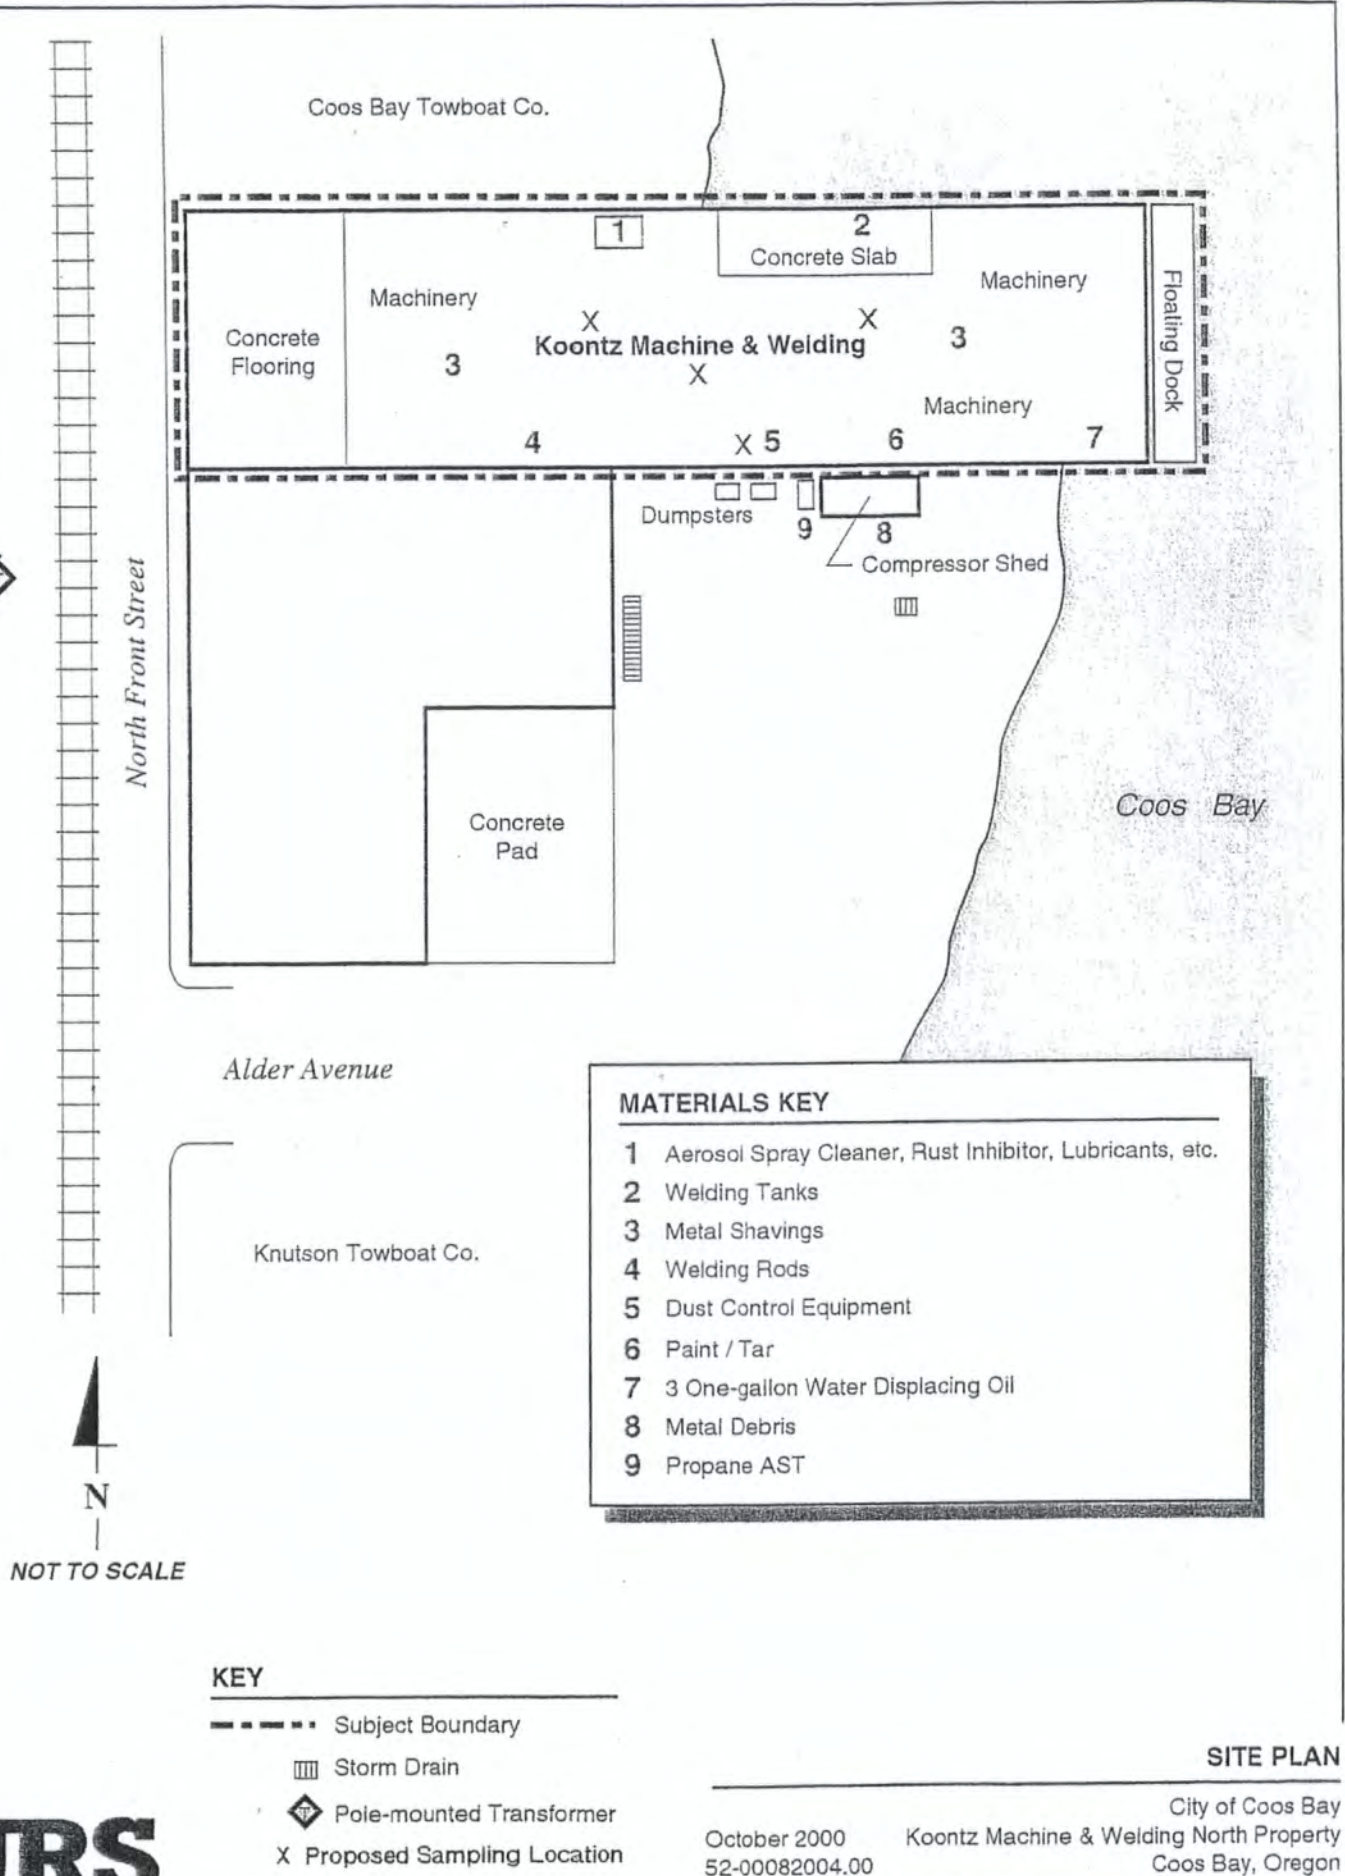 Coos Bay Towboat Co.
1
2
Concrete Slab
Machinery
Machinery
Floating Dock
X
X
Concrete
Flooring
Koontz Machine & Welding
3
3
X
Machinery
4
X 5
6
7
Dumpsters
9
8
Compressor Shed
North Front Street
Coos Bay
Concrete
Pad
Alder Avenue
MATERIALS KEY
1 Aerosol Spray Cleaner, Rust Inhibitor, Lubricants, etc.
2 Welding Tanks
3 Metal Shavings
4 Welding Rods
5 Dust Control Equipment
6 Paint / Tar
7 3 One-gallon Water Displacing Oil
8 Metal Debris
9 Propane AST
Knutson Towboat Co.
N
NOT TO SCALE
KEY
Subject Boundary
Storm Drain
T Pole-mounted Transformer
X Proposed Sampling Location
SITE PLAN
City of Coos Bay
October 2000 Koontz Machine & Welding North Property
52-00082004.00 Coos Bay, Oregon